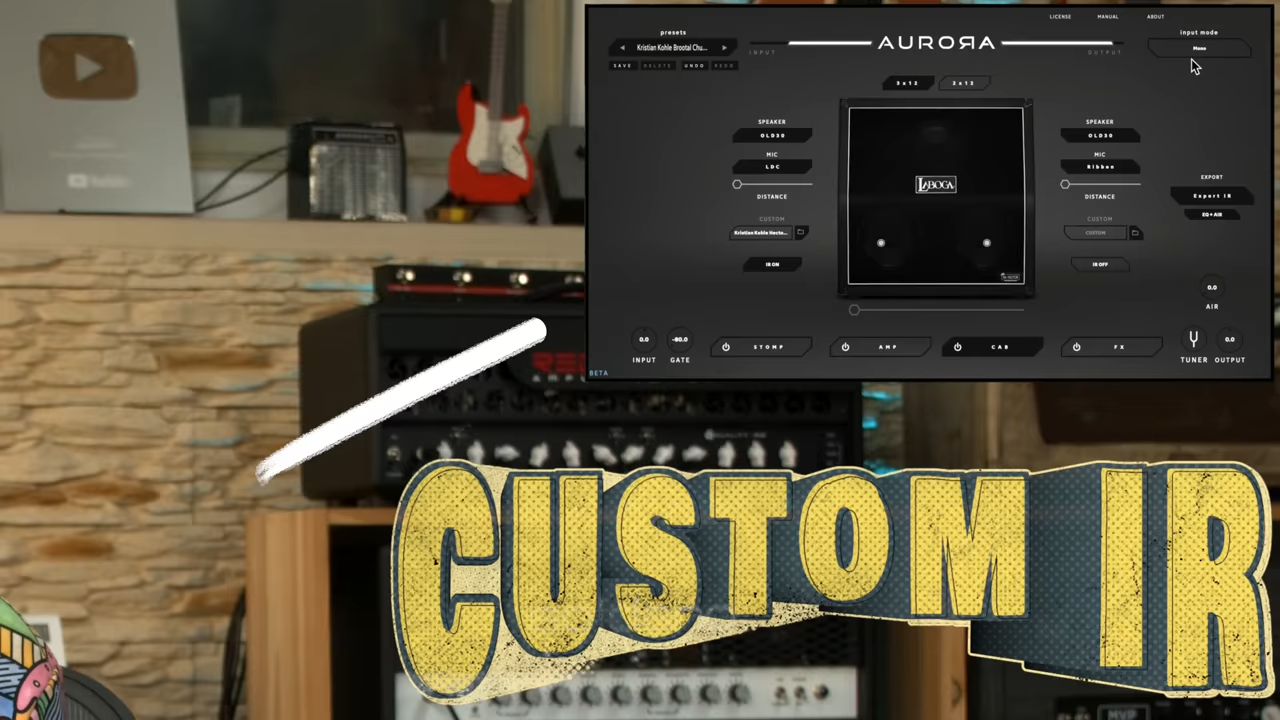 LICENSE MANUAL ABOUT
presets
Kristian Kohle Brootal Chu...
SAVE DELETE UNDO REDO
INPUT AURORA OUTPUT
input mode
Mono
3x12 2x12
SPEAKER
OLD30
MIC
LDC
DISTANCE
CUSTOM
Kristian Kohle Hecto...
IR ON
LABOGA
SPEAKER
OLD30
MIC
Ribbon
DISTANCE
CUSTOM
CUSTOM
IR OFF
EXPORT
Export IR
EQ+AIR
0.0
AIR
0.0 -80.0
INPUT GATE
STOMP AMP CAB FX
0.0
TUNER OUTPUT
BETA
CUSTOM IR
MVP